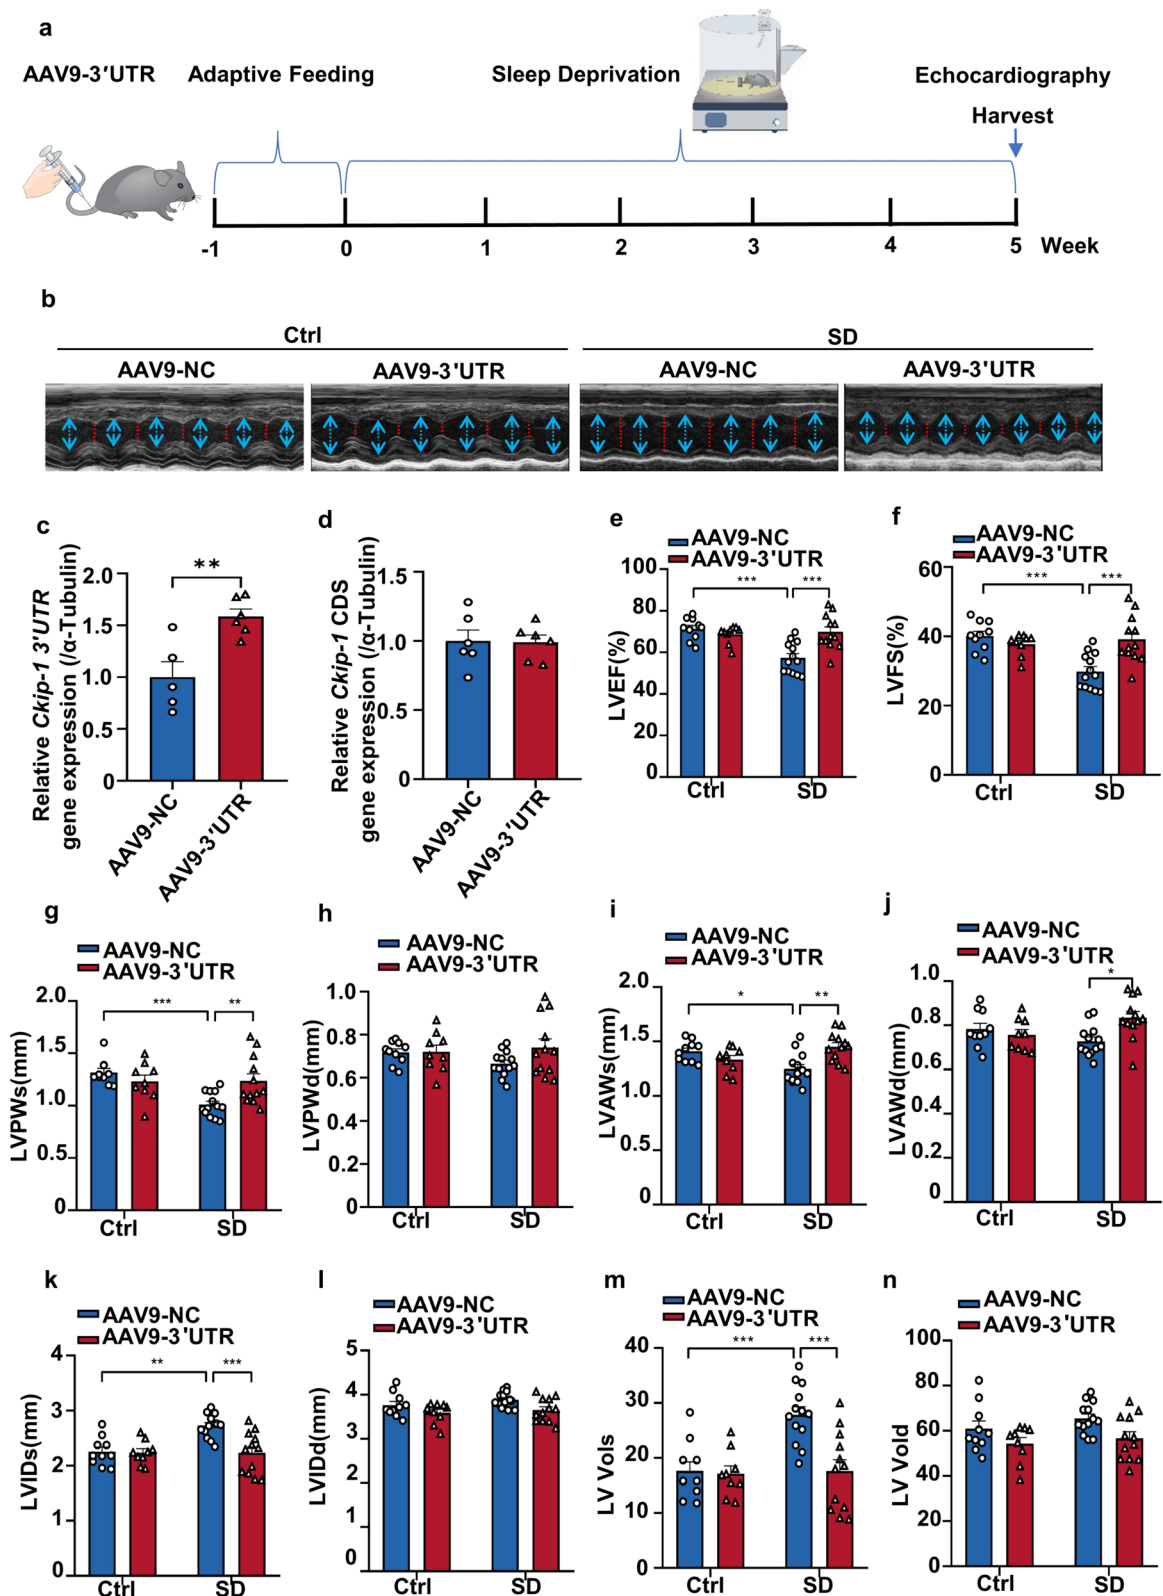 a
AAV9-3'UTR Adaptive Feeding Sleep Deprivation Echocardiography
Harvest
-1 0 1 2 3 4 5 Week
b
Ctrl SD
AAV9-NC AAV9-3'UTR AAV9-NC AAV9-3'UTR
c
Relative Ckip-1 3'UTR
gene expression (/α-Tubulin)
2.0
1.5
1.0
0.5
0
**
AAV9-NC
AAV9-3'UTR
d
Relative Ckip-1 CDS
gene expression (/α-Tubulin)
1.5
1.0
0.5
0
AAV9-NC
AAV9-3'UTR
e
AAV9-NC
AAV9-3'UTR
LVEF(%)
100
80
60
40
20
0
*** ***
Ctrl SD
f
AAV9-NC
AAV9-3'UTR
LVFS(%)
60
40
20
0
*** ***
Ctrl SD
g
AAV9-NC
AAV9-3'UTR
LVPWs(mm)
2.0
1.5
1.0
0.5
0
*** **
Ctrl SD
h
AAV9-NC
AAV9-3'UTR
LVPWd(mm)
1.0
0.8
0.6
0.4
0.2
0
Ctrl SD
i
AAV9-NC
AAV9-3'UTR
LVAWs(mm)
2.0
1.5
1.0
0.5
0
* **
Ctrl SD
j
AAV9-NC
AAV9-3'UTR
LVAWd(mm)
1.0
0.8
0.6
0.4
0.2
0
*
Ctrl SD
k
AAV9-NC
AAV9-3'UTR
LVIDs(mm)
4
3
2
1
0
** ***
Ctrl SD
l
AAV9-NC
AAV9-3'UTR
LVIDd(mm)
5
4
3
2
1
0
Ctrl SD
m
AAV9-NC
AAV9-3'UTR
LV Vols
40
30
20
10
0
*** ***
Ctrl SD
n
AAV9-NC
AAV9-3'UTR
LV Vold
100
80
60
40
20
0
Ctrl SD